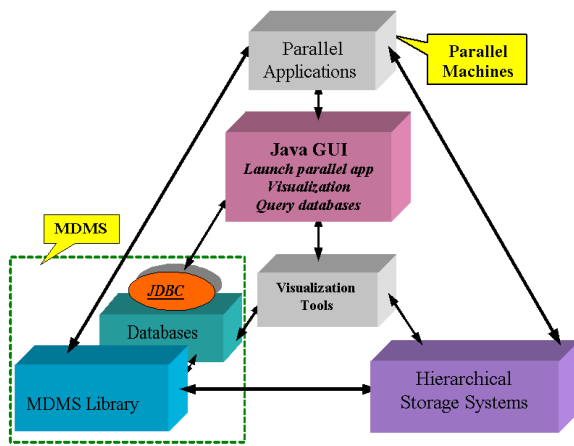 Parallel
Applications
Parallel
Machines
Java GUI
Launch parallel app
Visualization
Query databases
MDMS
JDBC
Visualization
Tools
Databases
MDMS Library
Hierarchical
Storage Systems